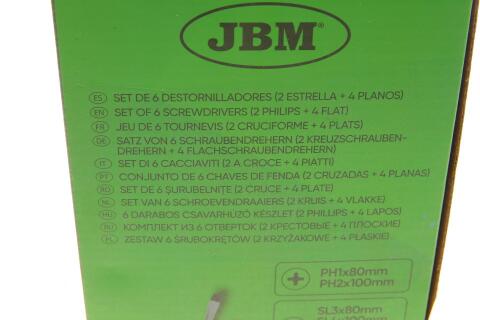 JBM®
ES SET DE 6 DESTORNILLADORES (2 ESTRELLA + 4 PLANOS)
EN SET OF 6 SCREWDRIVERS (2 PHILIPS + 4 FLAT)
FR JEU DE 6 TOURNEVIS (2 CRUCIFORME + 4 PLATS)
DE SATZ VON 6 SCHRAUBENDREHERN (2 KREUZSCHRAUBEN-
DREHERN + 4 FLACHSCHRAUBENDREHERN)
IT SET DI 6 CACCIAVITI (2 A CROCE + 4 PIATTI)
PT CONJUNTO DE 6 CHAVES DE FENDA (2 CRUZADAS + 4 PLANAS)
RO SET DE 6 ȘURUBELNIȚE (2 CRUCE + 4 PLATE)
NL SET VAN 6 SCHROEVENDRAAIERS (2 KRUIS + 4 VLAKKE)
HU 6 DARABOS CSAVARHÚZÓ KÉSZLET (2 PHILLIPS + 4 LAPOS)
RU КОМПЛЕКТ ИЗ 6 ОТВЕРТОК (2 КРЕСТОВЫЕ + 4 ПЛОСКИЕ)
PL ZESTAW 6 ŚRUBOKRĘTÓW (2 KRZYŻAKOWE + 4 PŁASKIE)
PH1x80mm
PH2x100mm
SL3x80mm